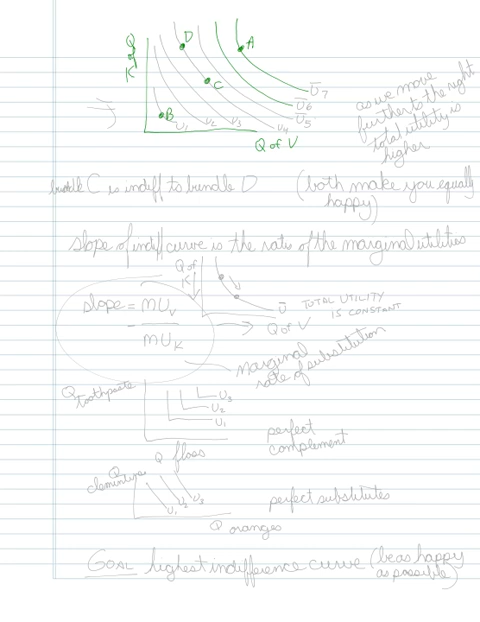 Q
of
K
D
A
C
B
U1
U2
U3
U4
U5
U6
U7
Q of V
as we move
further to the right
total utility is
higher
bundle C is indiff to bundle D (both make you equally
happy)
slope of indiff curve is the ratio of the marginal utilities
Q of
K
U
TOTAL UTILITY
IS CONSTANT
Q of V
slope = MUv
MUk
marginal
rate of substitution
Q
toothpaste
U3
U2
U1
Q floss
perfect
complement
Q
clementines
U1
U2
U3
Q oranges
perfect substitutes
GOAL highest indifference curve (be as happy
as possible)